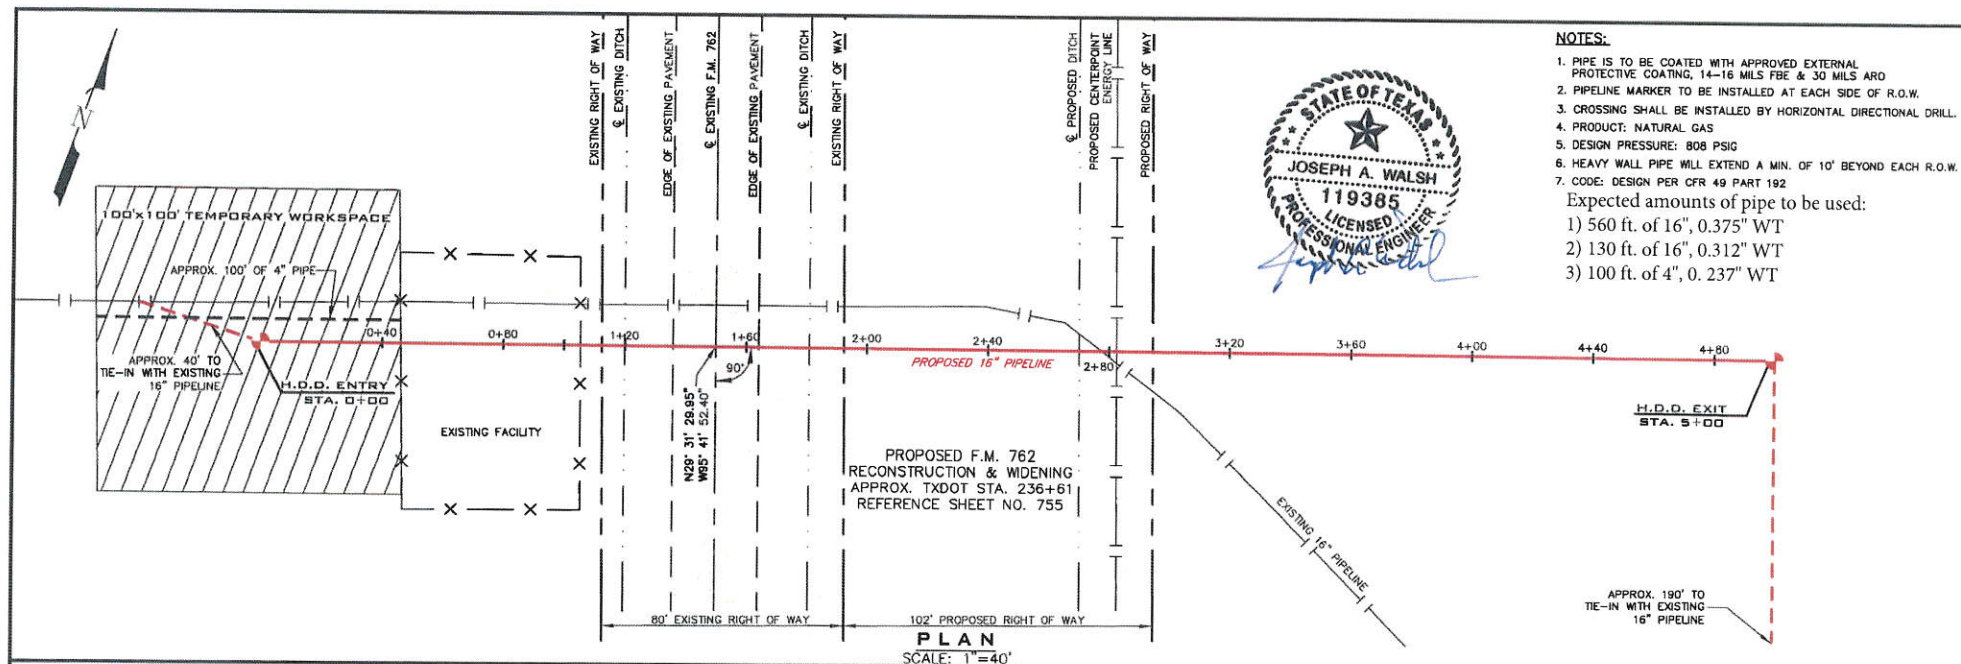 EXISTING RIGHT OF WAY
℄ EXISTING DITCH
EDGE OF EXISTING PAVEMENT
℄ EXISTING F.M. 762
EDGE OF EXISTING PAVEMENT
℄ EXISTING DITCH
EXISTING RIGHT OF WAY
℄ PROPOSED DITCH
PROPOSED CENTERPOINT
ENERGY LINE
PROPOSED RIGHT OF WAY
N
STATE OF TEXAS
JOSEPH A. WALSH
119385
LICENSED
PROFESSIONAL ENGINEER
NOTES:
1. PIPE IS TO BE COATED WITH APPROVED EXTERNAL
PROTECTIVE COATING, 14-16 MILS FBE & 30 MILS ARO
2. PIPELINE MARKER TO BE INSTALLED AT EACH SIDE OF R.O.W.
3. CROSSING SHALL BE INSTALLED BY HORIZONTAL DIRECTIONAL DRILL.
4. PRODUCT: NATURAL GAS
5. DESIGN PRESSURE: 808 PSIG
6. HEAVY WALL PIPE WILL EXTEND A MIN. OF 10' BEYOND EACH R.O.W.
7. CODE: DESIGN PER CFR 49 PART 192
Expected amounts of pipe to be used:
1) 560 ft. of 16", 0.375" WT
2) 130 ft. of 16", 0.312" WT
3) 100 ft. of 4", 0. 237" WT
100'x100' TEMPORARY WORKSPACE
APPROX. 100' OF 4" PIPE
0+40
0+80
1+20
1+60
2+00
2+40
2+80
3+20
3+60
4+00
4+40
4+80
APPROX. 40' TO
TIE-IN WITH EXISTING
16" PIPELINE
H.D.D. ENTRY
STA. 0+00
EXISTING FACILITY
90°
N29° 31' 29.95"
W95° 41' 52.40"
PROPOSED 16" PIPELINE
PROPOSED F.M. 762
RECONSTRUCTION & WIDENING
APPROX. TXDOT STA. 236+61
REFERENCE SHEET NO. 755
EXISTING 16" PIPELINE
H.D.D. EXIT
STA. 5+00
APPROX. 190' TO
TIE-IN WITH EXISTING
16" PIPELINE
80' EXISTING RIGHT OF WAY
102' PROPOSED RIGHT OF WAY
PLAN
SCALE: 1"=40'